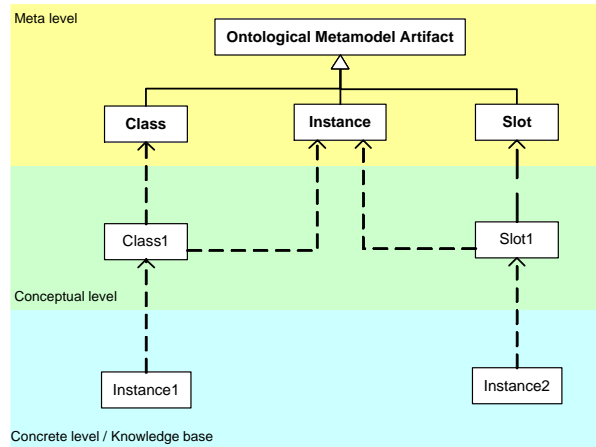 Meta level
Ontological Metamodel Artifact
Class
Instance
Slot
Class1
Slot1
Conceptual level
Instance1
Instance2
Concrete level / Knowledge base